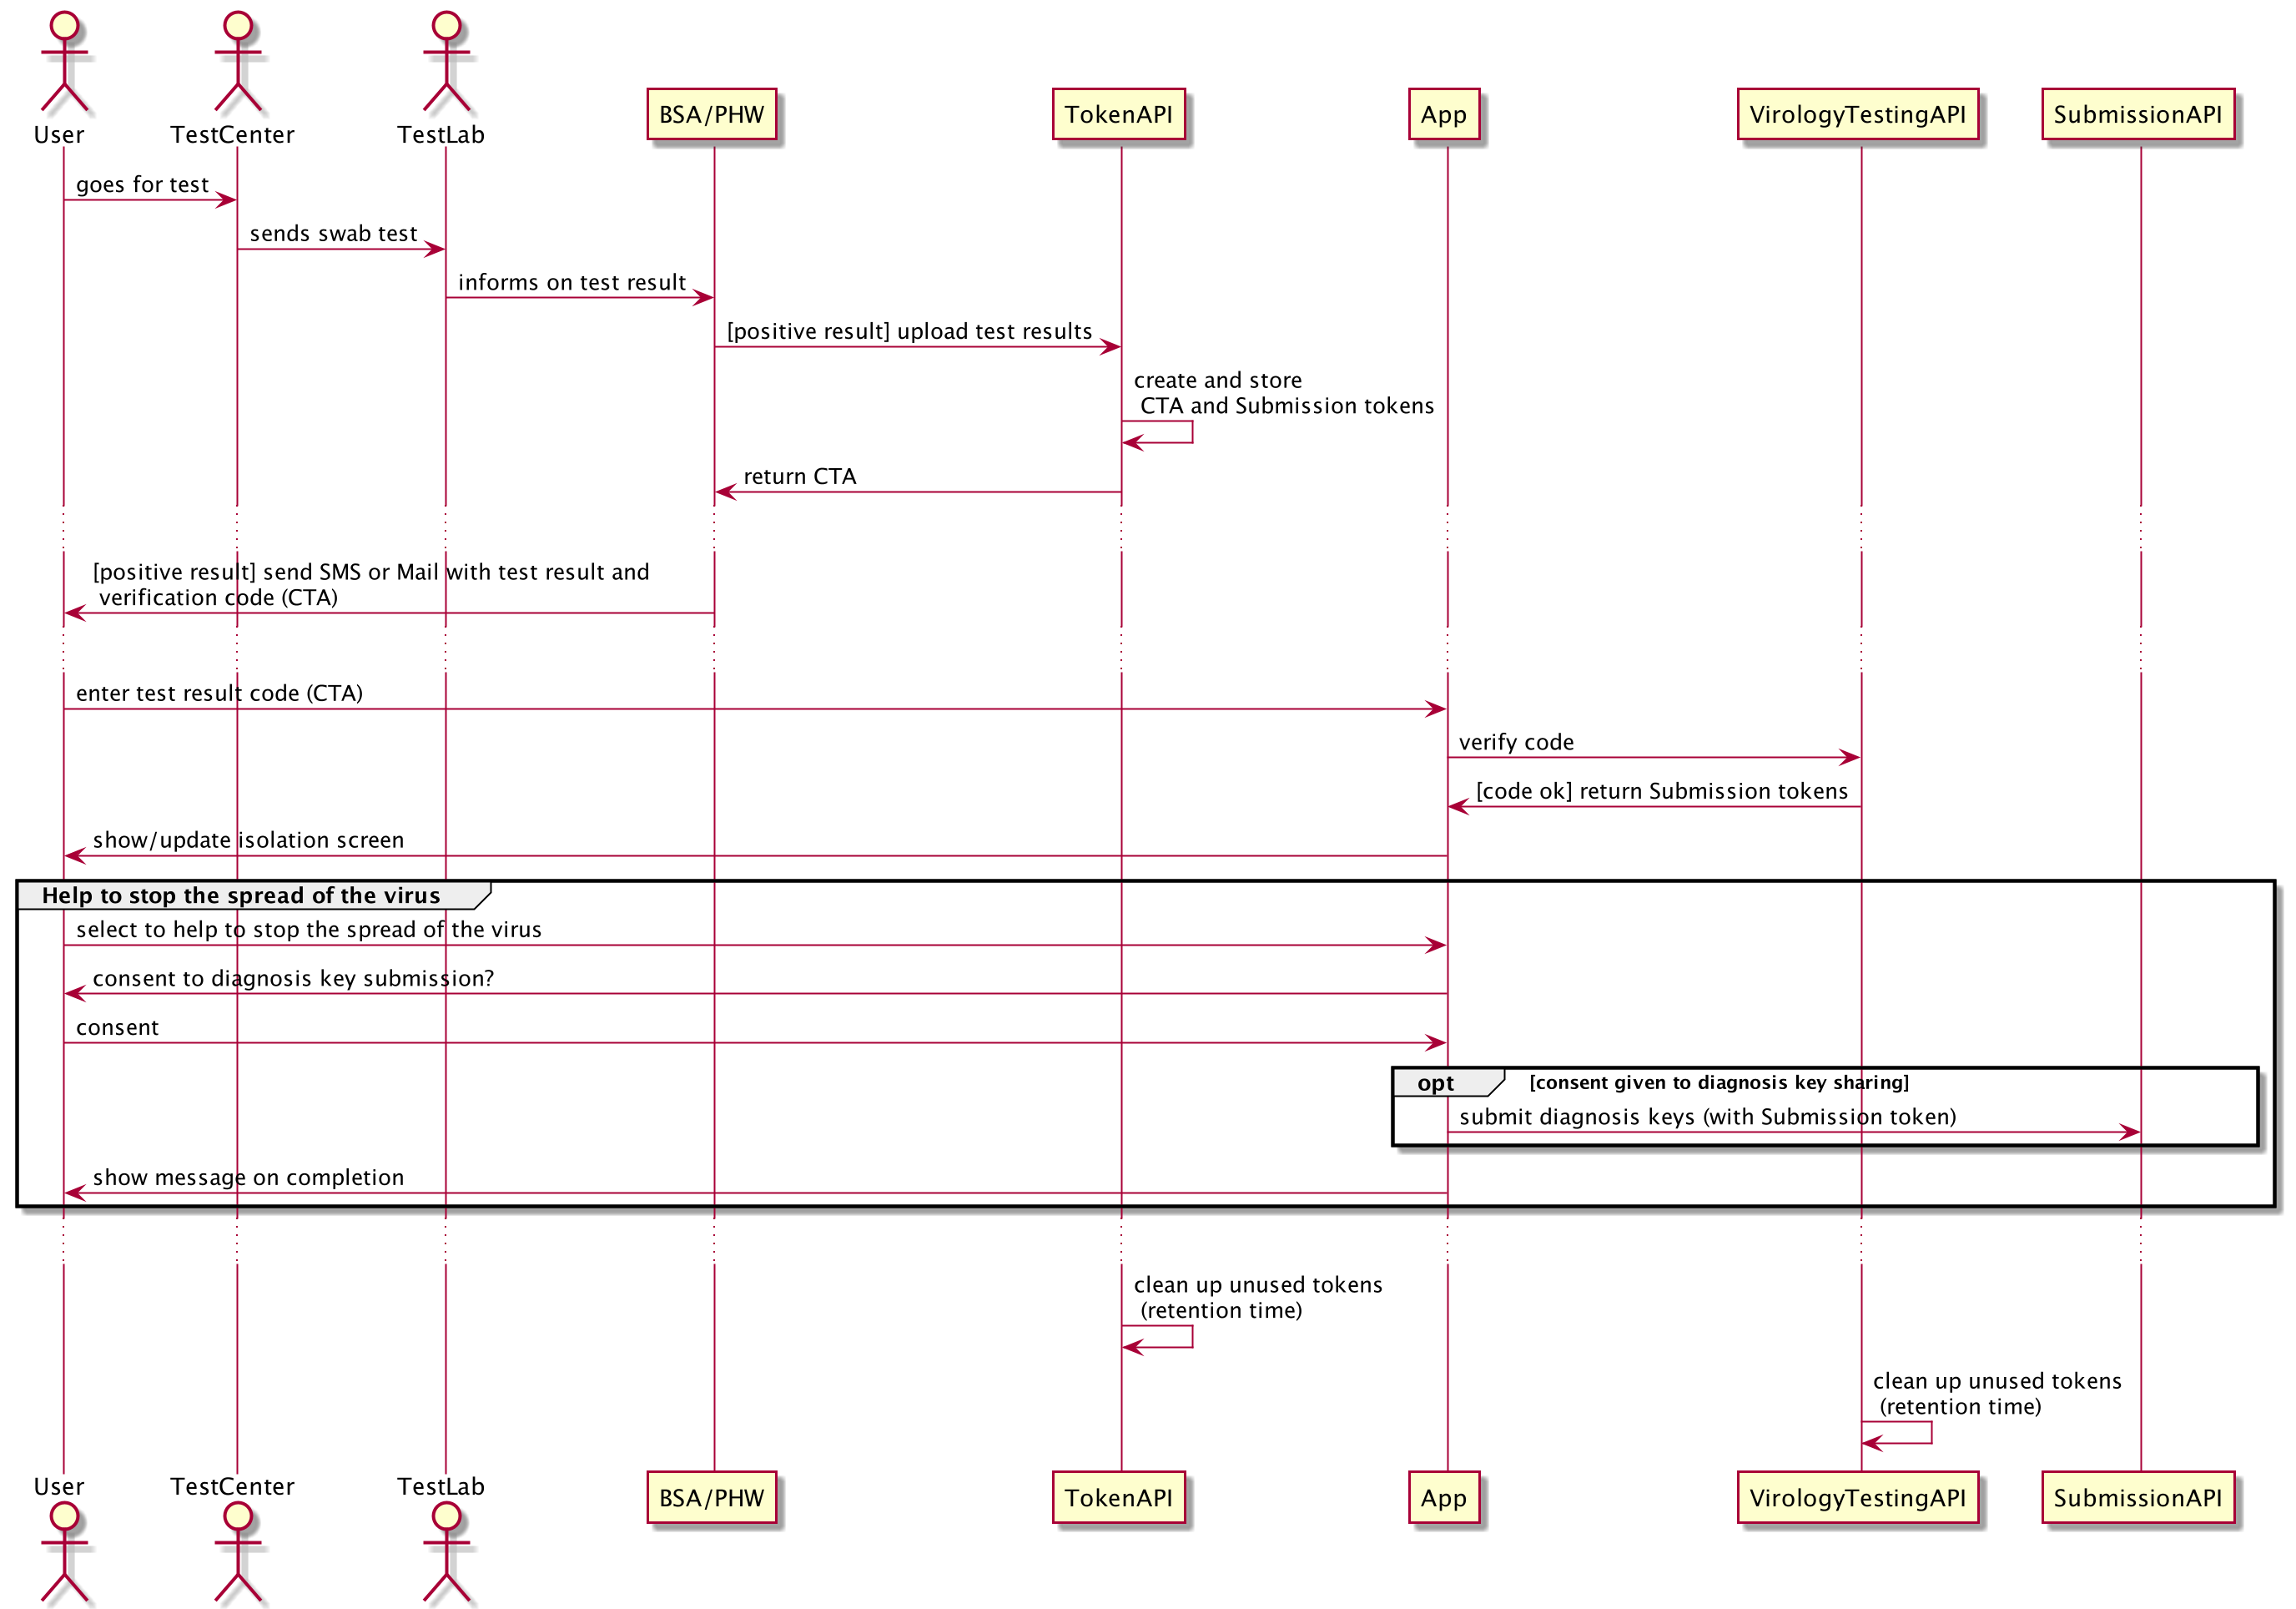 User
TestCenter
TestLab
BSA/PHW
TokenAPI
App
VirologyTestingAPI
SubmissionAPI
goes for test
sends swab test
informs on test result
[positive result] upload test results
create and store
CTA and Submission tokens
return CTA
[positive result] send SMS or Mail with test result and
verification code (CTA)
enter test result code (CTA)
verify code
[code ok] return Submission tokens
show/update isolation screen
Help to stop the spread of the virus
select to help to stop the spread of the virus
consent to diagnosis key submission?
consent
opt
[consent given to diagnosis key sharing]
submit diagnosis keys (with Submission token)
show message on completion
clean up unused tokens
(retention time)
clean up unused tokens
(retention time)
User
TestCenter
TestLab
BSA/PHW
TokenAPI
App
VirologyTestingAPI
SubmissionAPI